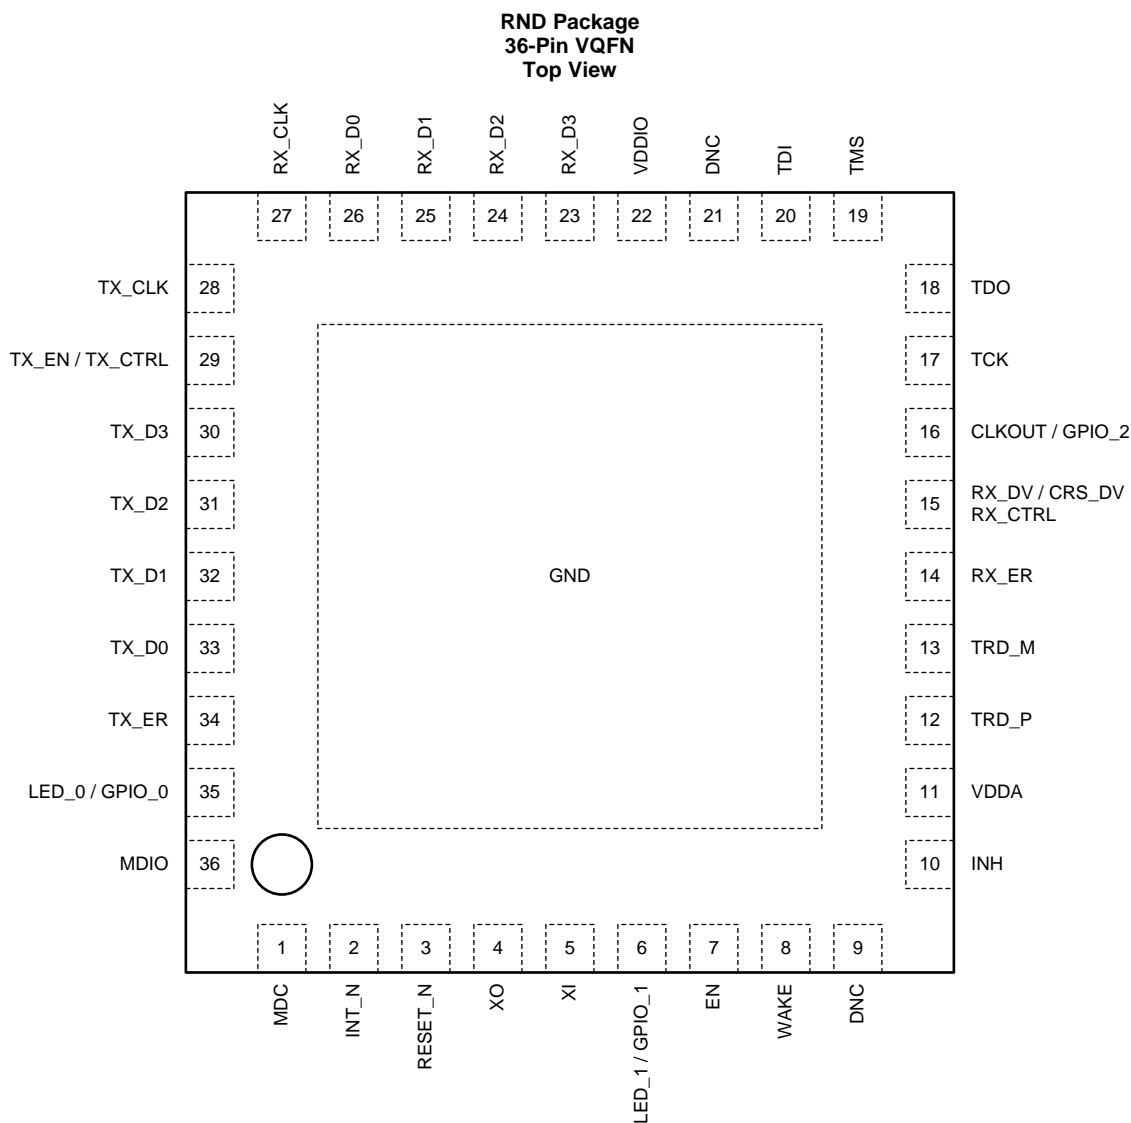 RND Package
36-Pin VQFN
Top View
RX_CLK
RX_D0
RX_D1
RX_D2
RX_D3
VDDIO
DNC
TDI
TMS
27 26 25 24 23 22 21 20 19
TX_CLK 28 18 TDO
TX_EN / TX_CTRL 29 17 TCK
TX_D3 30 16 CLKOUT / GPIO_2
TX_D2 31 15 RX_DV / CRS_DV
RX_CTRL
TX_D1 32 GND 14 RX_ER
TX_D0 33 13 TRD_M
TX_ER 34 12 TRD_P
LED_0 / GPIO_0 35 11 VDDA
MDIO 36 10 INH
1 2 3 4 5 6 7 8 9
MDC
INT_N
RESET_N
XO
XI
LED_1 / GPIO_1
EN
WAKE
DNC